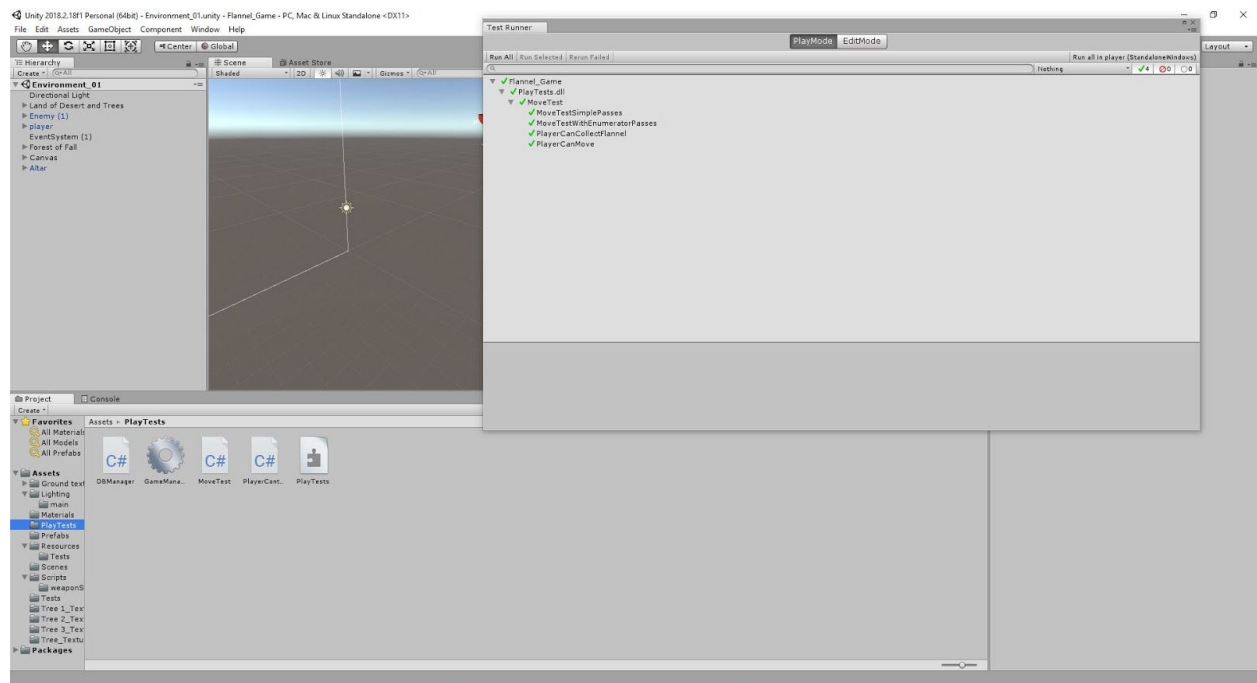 Unity 2018.2.18f1 Personal (64bit) - Environment_01.unity - Flannel_Game - PC, Mac & Linux Standalone <DX11>
File Edit Assets GameObject Component Window Help
Center Global
Layout
Hierarchy
Create All
Environment_01
Directional Light
Land of Desert and Trees
Enemy (1)
player
EventSystem (1)
Forest of Fall
Canvas
Altar
Scene Asset Store
Shaded 2D Gizmos All
Test Runner
PlayMode EditMode
Run All Run Selected Rerun Failed Run all in player (StandaloneWindows)
Nothing 4 0 0
Flannel_Game
PlayTests.dll
MoveTest
MoveTestSimplePasses
MoveTestWithEnumeratorPasses
PlayerCanCollectFlannel
PlayerCanMove
Project Console
Create
Favorites
All Materials
All Models
All Prefabs
Assets
Ground text
Lighting
main
Materials
PlayTests
Prefabs
Resources
Tests
Scenes
Scripts
weaponS
Tests
Tree 1_Tex
Tree 2_Tex
Tree 3_Tex
Tree_Textu
Packages
Assets PlayTests
C# C# C#
DBManager GameMana... MoveTest PlayerCont... PlayTests